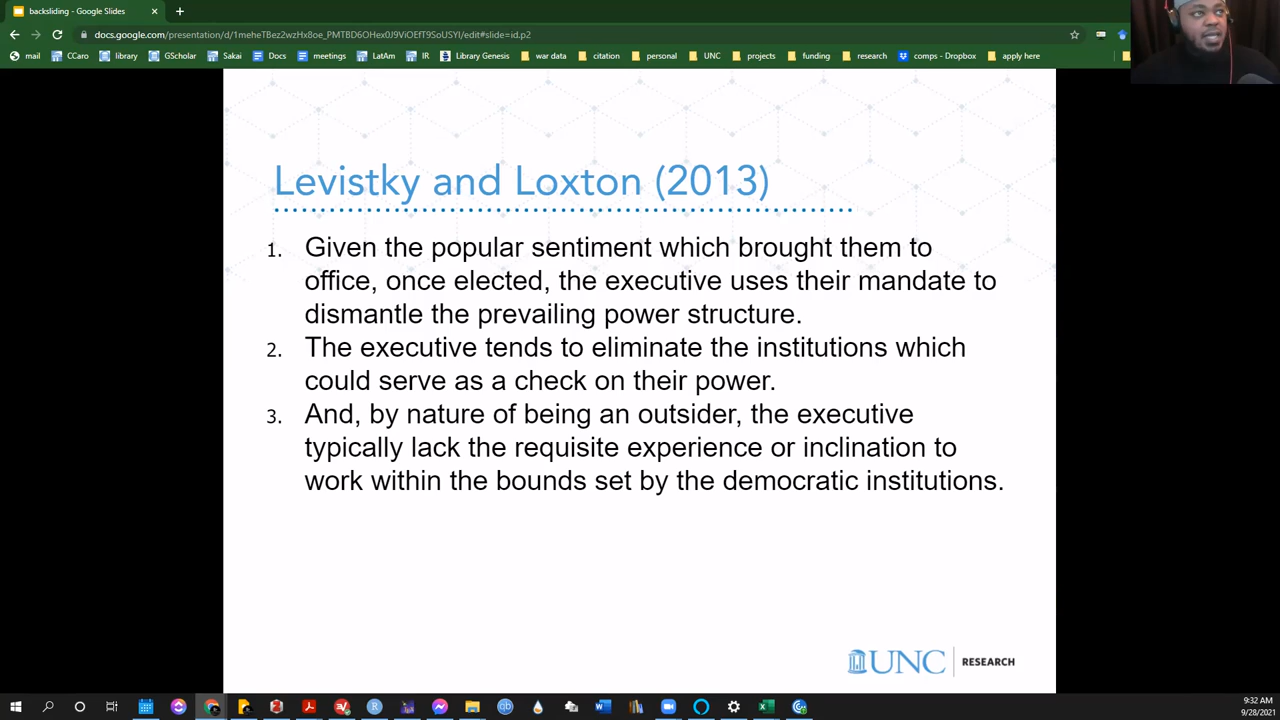 backsliding - Google Slides
docs.google.com/presentation/d/1meheTBez2wzHx8oe_PMTBD6OHex0J9ViOEfT9SoUSYI/edit#slide=id.p2
mail CCaro library GScholar Sakai Docs meetings LatAm IR Library Genesis war data citation personal UNC projects funding research comps - Dropbox apply here
Levistky and Loxton (2013)
1. Given the popular sentiment which brought them to
office, once elected, the executive uses their mandate to
dismantle the prevailing power structure.
2. The executive tends to eliminate the institutions which
could serve as a check on their power.
3. And, by nature of being an outsider, the executive
typically lack the requisite experience or inclination to
work within the bounds set by the democratic institutions.
UNC RESEARCH
9:32 AM
9/28/2021